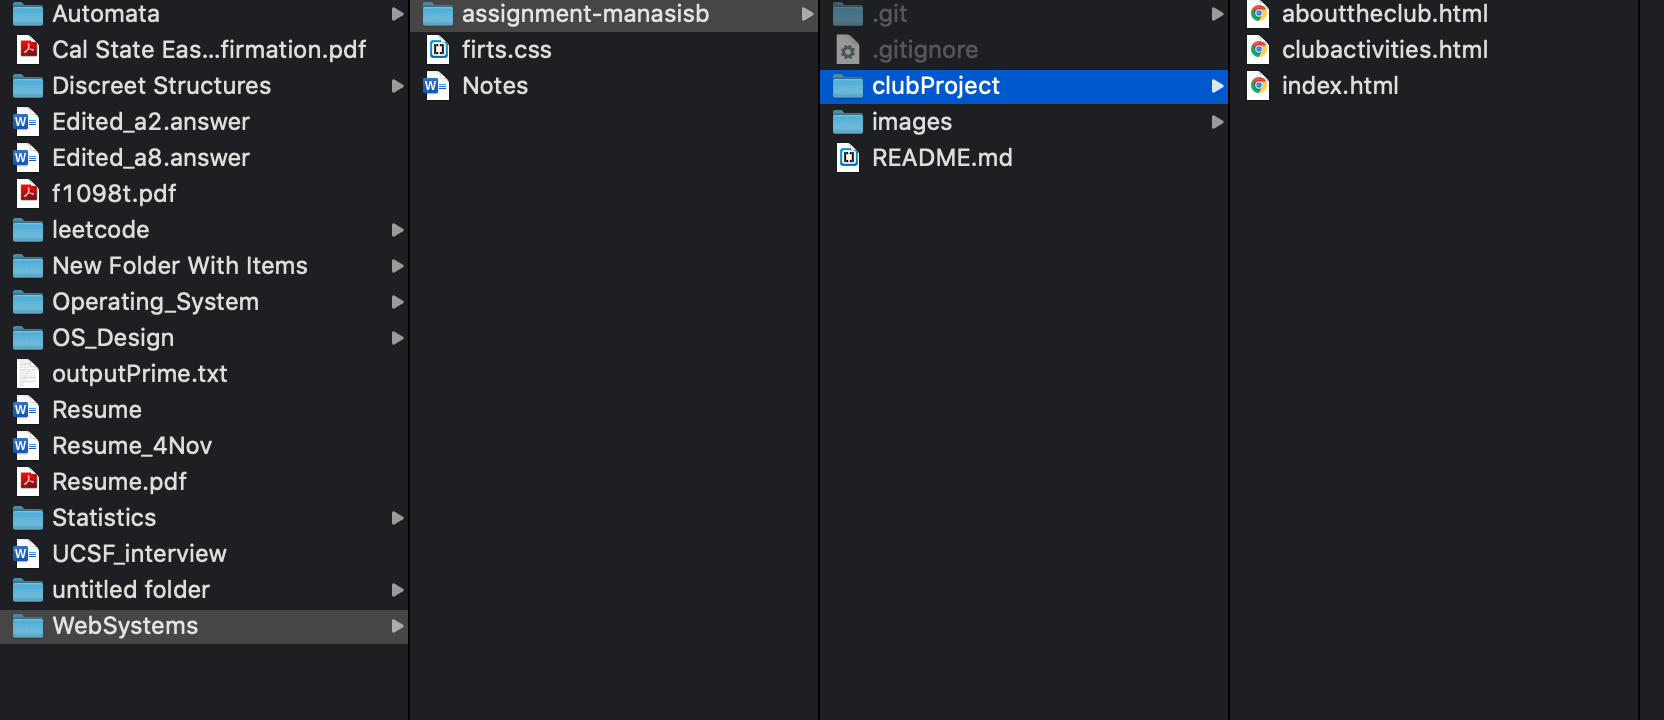 Automata
Cal State Eas...firmation.pdf
Discreet Structures
Edited_a2.answer
Edited_a8.answer
f1098t.pdf
leetcode
New Folder With Items
Operating_System
OS_Design
outputPrime.txt
Resume
Resume_4Nov
Resume.pdf
Statistics
UCSF_interview
untitled folder
WebSystems
assignment-manasisb
firts.css
Notes
.git
.gitignore
clubProject
images
README.md
abouttheclub.html
clubactivities.html
index.html